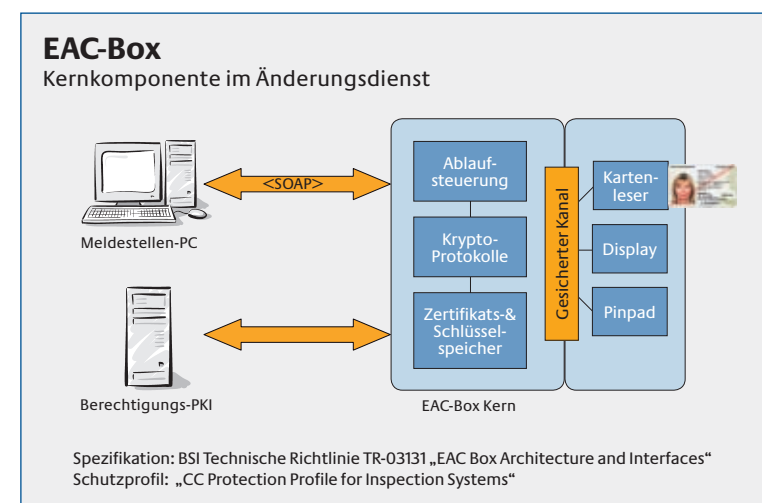 EAC-Box
Kernkomponente im Änderungsdienst
<SOAP>
Meldestellen-PC
Berechtigungs-PKI
Ablauf-
steuerung
Krypto-
Protokolle
Zertifikats-&
Schlüssel-
speicher
EAC-Box Kern
Gesicherter Kanal
Karten-
leser
Display
Pinpad
Spezifikation: BSI Technische Richtlinie TR-03131 „EAC Box Architecture and Interfaces“
Schutzprofil: „CC Protection Profile for Inspection Systems“